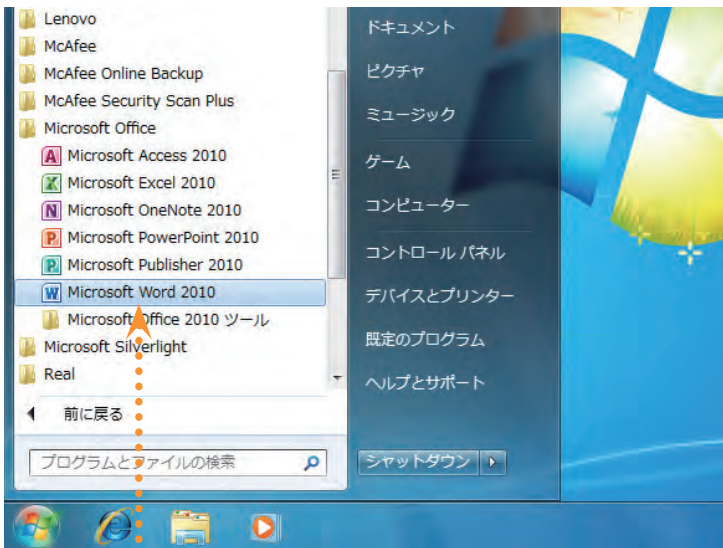 Lenovo
McAfee
McAfee Online Backup
McAfee Security Scan Plus
Microsoft Office
Microsoft Access 2010
Microsoft Excel 2010
Microsoft OneNote 2010
Microsoft PowerPoint 2010
Microsoft Publisher 2010
Microsoft Word 2010
Microsoft Office 2010 ツール
Microsoft Silverlight
Real
前に戻る
プログラムとファイルの検索
ドキュメント
ピクチャ
ミュージック
ゲーム
コンピューター
コントロール パネル
デバイスとプリンター
既定のプログラム
ヘルプとサポート
シャットダウン